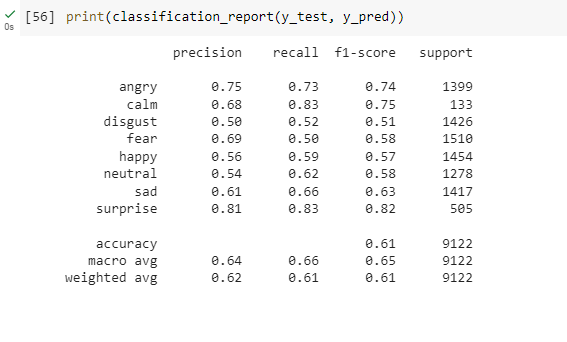 [56] print(classification_report(y_test, y_pred))
0s
precision recall f1-score support
angry 0.75 0.73 0.74 1399
calm 0.68 0.83 0.75 133
disgust 0.50 0.52 0.51 1426
fear 0.69 0.50 0.58 1510
happy 0.56 0.59 0.57 1454
neutral 0.54 0.62 0.58 1278
sad 0.61 0.66 0.63 1417
surprise 0.81 0.83 0.82 505
accuracy 0.61 9122
macro avg 0.64 0.66 0.65 9122
weighted avg 0.62 0.61 0.61 9122